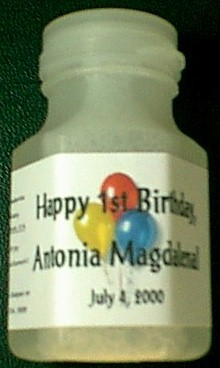 Happy 1st Birthday,
Antonia Magdalena!
July 4, 2000